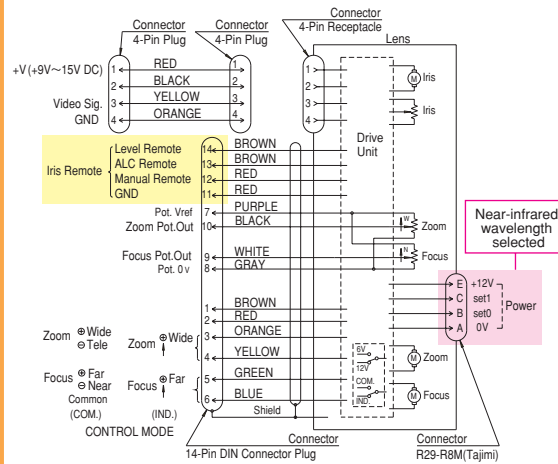 Connector
4-Pin Plug
Connector
4-Pin Plug
Connector
4-Pin Receptacle
Lens
+V (+9V~15V DC) 1 RED 1 1
2 BLACK 2 2
Video Sig. 3 YELLOW 3 3
GND 4 ORANGE 4 4
M Iris
Iris
Drive
Unit
Iris Remote
Level Remote 14 BROWN
ALC Remote 13 BROWN
Manual Remote 12 RED
GND 11 RED
Pot. Vref 7 PURPLE
Zoom Pot.Out 10 BLACK
W Zoom
Focus Pot.Out 9 WHITE
Pot. 0v 8 GRAY
N Focus
Near-infrared
wavelength
selected
E +12V
C set1
B set0
A 0V
Power
1 BROWN
2 RED
Zoom ⊕Wide
⊖Tele
Zoom ⊕Wide
3 ORANGE
4 YELLOW
Focus ⊕Far
⊖Near
Focus ⊕Far
5 GREEN
6 BLUE
Common
(COM.)
(IND.)
CONTROL MODE
Shield
6V
12V
COM.
IND.
M Zoom
M Focus
Connector
14-Pin DIN Connector Plug
Connector
R29-R8M(Tajimi)